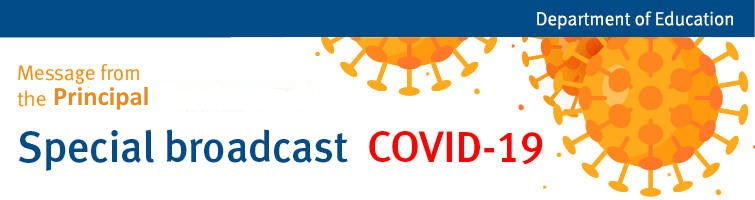 Department of Education
Message from
the Principal
Special broadcast COVID-19